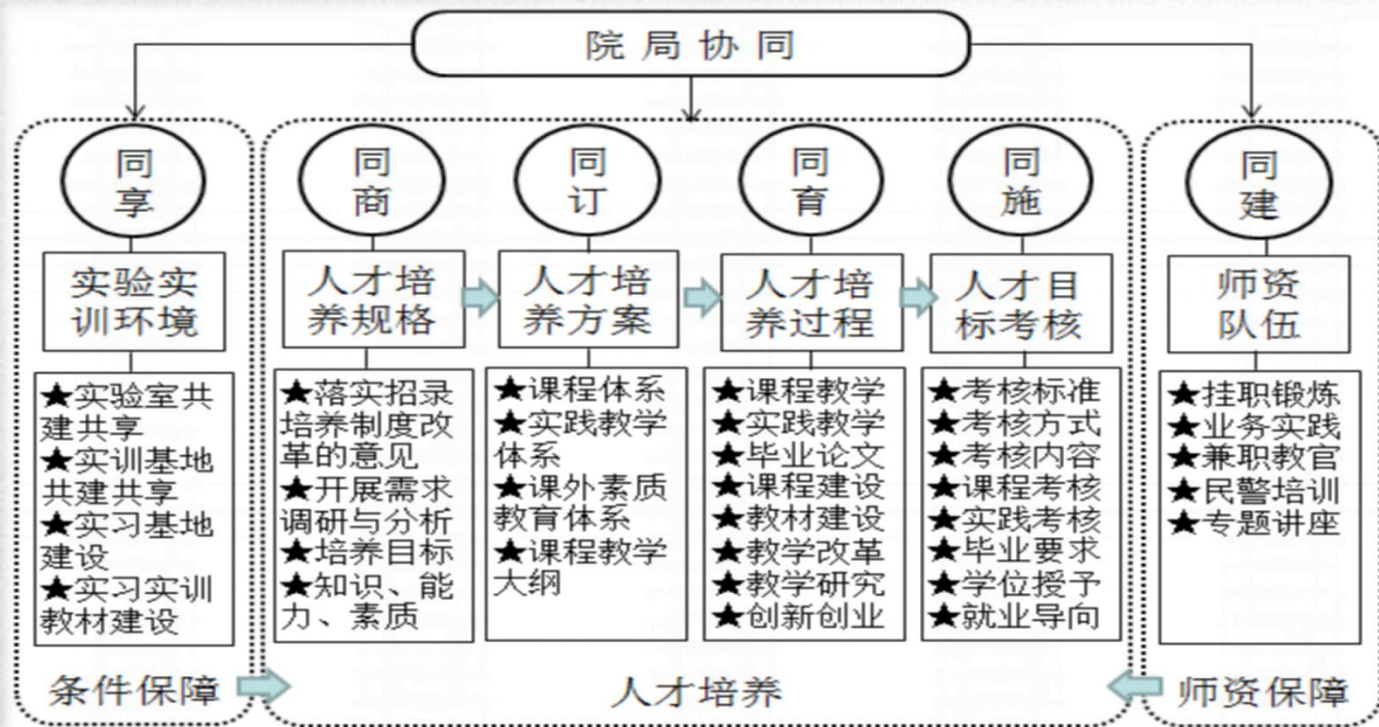 院局协同
同
享
同
商
同
订
同
育
同
施
同
建
实验实
训环境
人才培
养规格
人才培
养方案
人才培
养过程
人才目
标考核
师资
队伍
★实验室共
建共享
★实训基地
共建共享
★实习基地
建设
★实习实训
教材建设
★落实招录
培养制度改
革的意见
★开展需求
调研与分析
★培养目标
★知识、能
力、素质
★课程体系
★实践教学
体系
★课外素质
教育体系
★课程教学
大纲
★课程教学
★实践教学
★毕业论文
★课程建设
★教材建设
★教学改革
★教学研究
★创新创业
★考核标准
★考核方式
★考核内容
★课程考核
★实践考核
★毕业要求
★学位授予
★就业导向
★挂职锻炼
★业务实践
★兼职教官
★民警培训
★专题讲座
条件保障
人才培养
师资保障